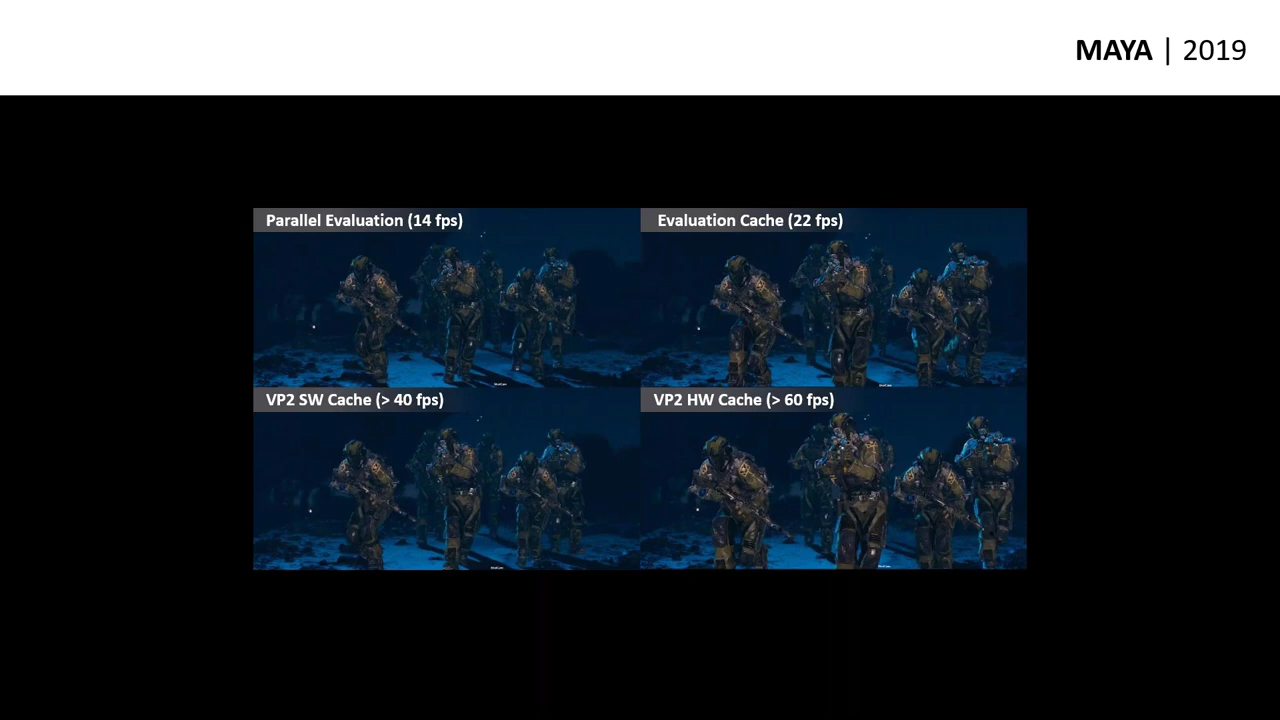 MAYA | 2019
Parallel Evaluation (14 fps)
Evaluation Cache (22 fps)
VP2 SW Cache (> 40 fps)
VP2 HW Cache (> 60 fps)